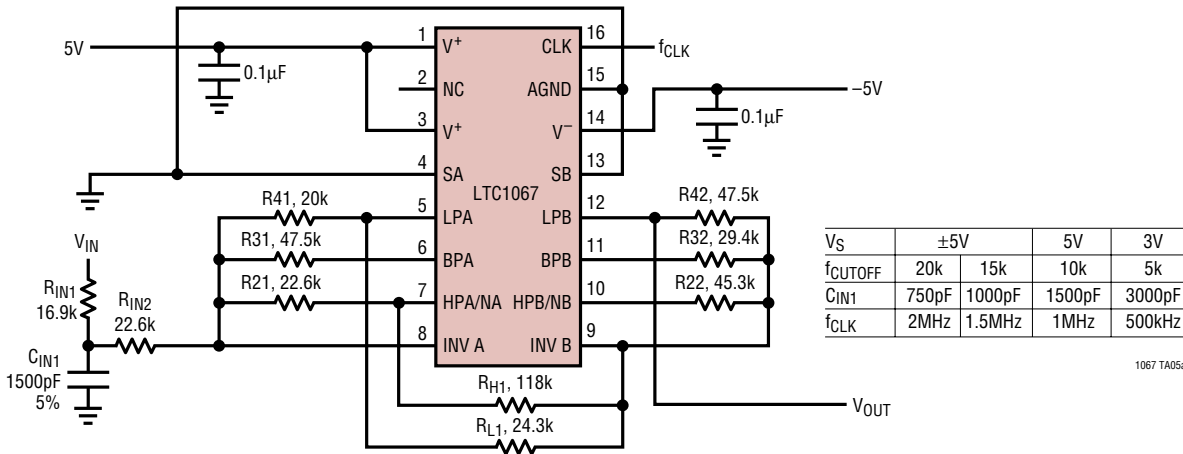 5V
0.1μF
1
V+
2
NC
3
V+
4
SA
5
LPA
6
BPA
7
HPA/NA
8
INV A
LTC1067
16
CLK
fCLK
15
AGND
14
V−
−5V
0.1μF
13
SB
12
LPB
11
BPB
10
HPB/NB
9
INV B
R41, 20k
R31, 47.5k
R21, 22.6k
R42, 47.5k
R32, 29.4k
R22, 45.3k
VIN
RIN1
16.9k
RIN2
22.6k
CIN1
1500pF
5%
RH1, 118k
RL1, 24.3k
VOUT
VS ±5V 5V 3V
fCUTOFF 20k 15k 10k 5k
CIN1 750pF 1000pF 1500pF 3000pF
fCLK 2MHz 1.5MHz 1MHz 500kHz
1067 TA05a